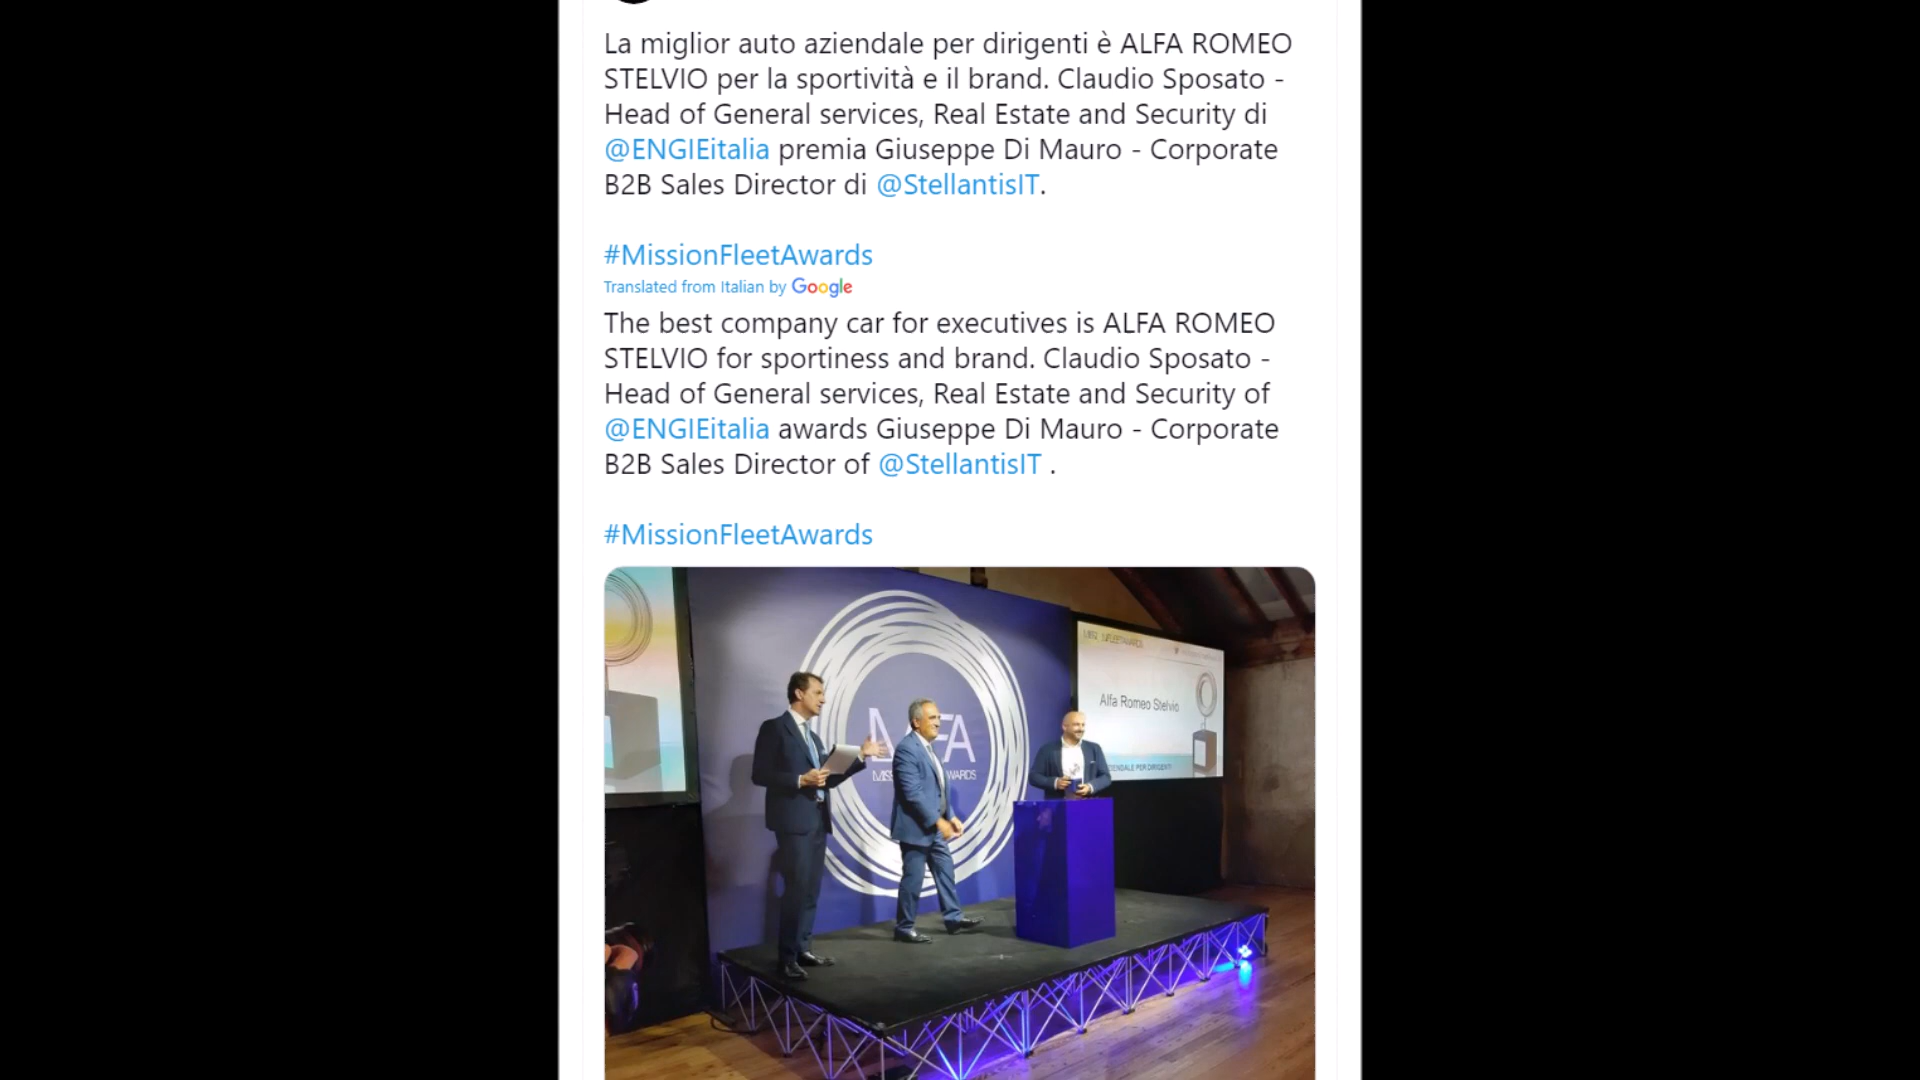 La miglior auto aziendale per dirigenti è ALFA ROMEO
STELVIO per la sportività e il brand. Claudio Sposato -
Head of General services, Real Estate and Security di
@ENGIEitalia premia Giuseppe Di Mauro - Corporate
B2B Sales Director di @StellantisIT.
#MissionFleetAwards
Translated from Italian by Google
The best company car for executives is ALFA ROMEO
STELVIO for sportiness and brand. Claudio Sposato -
Head of General services, Real Estate and Security of
@ENGIEitalia awards Giuseppe Di Mauro - Corporate
B2B Sales Director of @StellantisIT .
#MissionFleetAwards
Alfa Romeo Stelvio
PER DIRIGENTI